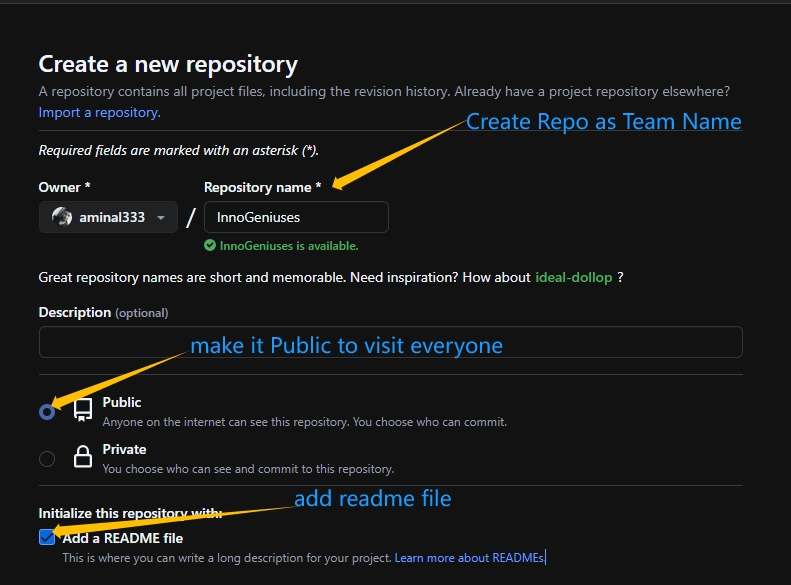 Create a new repository
A repository contains all project files, including the revision history. Already have a project repository elsewhere?
Import a repository.
Create Repo as Team Name
Required fields are marked with an asterisk (*).
Owner * Repository name *
aminal333 / InnoGeniuses
InnoGeniuses is available.
Great repository names are short and memorable. Need inspiration? How about ideal-dollop ?
Description (optional)
make it Public to visit everyone
Public
Anyone on the internet can see this repository. You choose who can commit.
Private
You choose who can see and commit to this repository.
add readme file
Initialize this repository with:
Add a README file
This is where you can write a long description for your project. Learn more about READMEs.